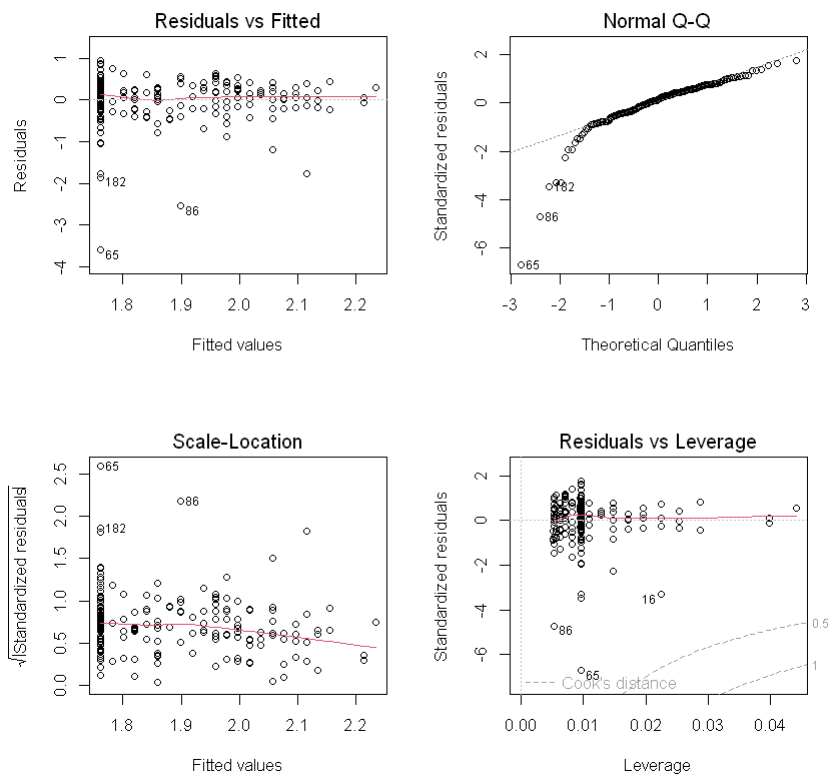 Residuals vs Fitted
Residuals
1
0
-1
-2
-3
-4
182
86
65
1.8 1.9 2.0 2.1 2.2
Fitted values
Normal Q-Q
Standardized residuals
2
0
-2
-4
-6
182
86
65
-3 -2 -1 0 1 2 3
Theoretical Quantiles
Scale-Location
√|Standardized residuals|
2.5
2.0
1.5
1.0
0.5
0.0
65
86
182
1.8 1.9 2.0 2.1 2.2
Fitted values
Residuals vs Leverage
Standardized residuals
2
0
-2
-4
-6
16
86
65
0.5
1
Cook's distance
0.00 0.01 0.02 0.03 0.04
Leverage